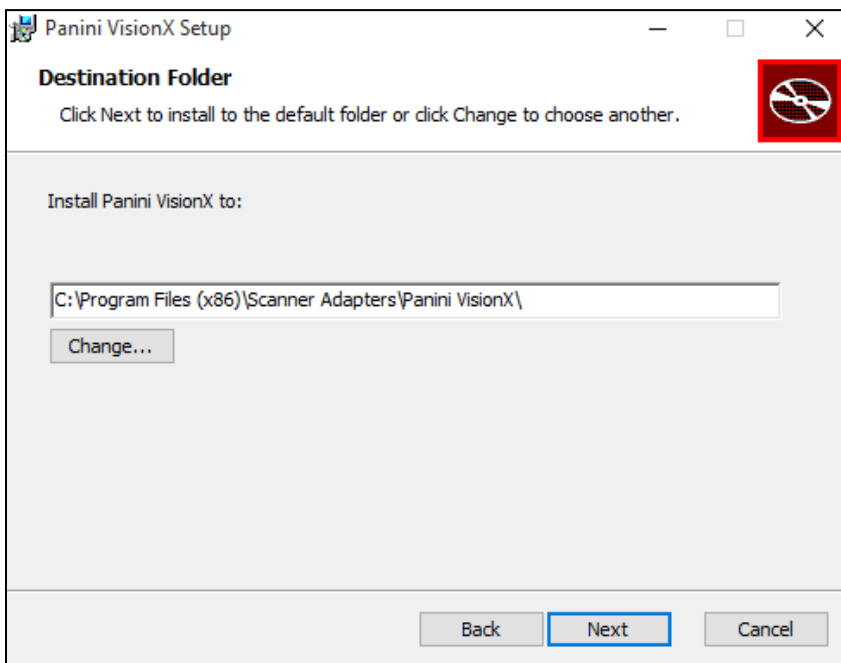 Panini VisionX Setup
Destination Folder
Click Next to install to the default folder or click Change to choose another.
Install Panini VisionX to:
C:\Program Files (x86)\Scanner Adapters\Panini VisionX\
Change...
Back Next Cancel